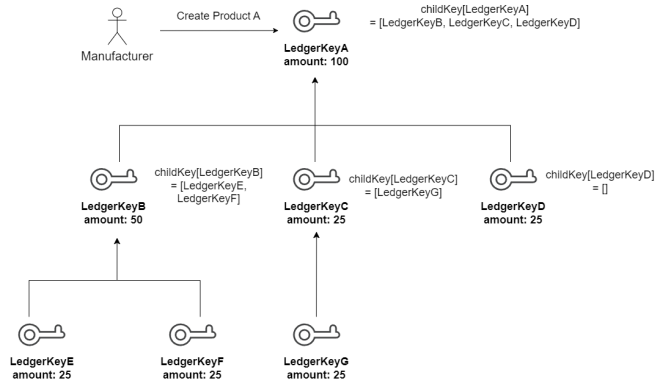 Create Product A
Manufacturer
LedgerKeyA
amount: 100
childKey[LedgerKeyA]
= [LedgerKeyB, LedgerKeyC, LedgerKeyD]
LedgerKeyB
amount: 50
childKey[LedgerKeyB]
= [LedgerKeyE,
LedgerKeyF]
LedgerKeyC
amount: 25
childKey[LedgerKeyC]
= [LedgerKeyG]
LedgerKeyD
amount: 25
childKey[LedgerKeyD]
= []
LedgerKeyE
amount: 25
LedgerKeyF
amount: 25
LedgerKeyG
amount: 25